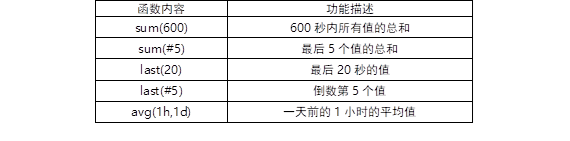 函数内容 功能描述
sum(600) 600 秒内所有值的总和
sum(#5) 最后 5 个值的总和
last(20) 最后 20 秒的值
last(#5) 倒数第 5 个值
avg(1h,1d) 一天前的 1 小时的平均值